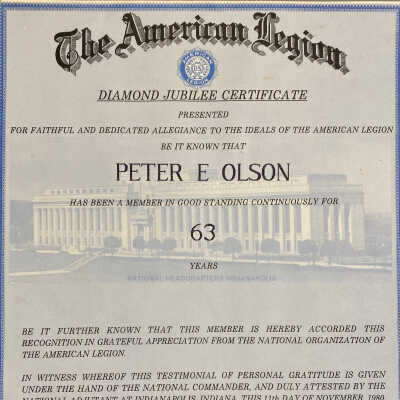 The American Legion
DIAMOND JUBILEE CERTIFICATE
PRESENTED
FOR FAITHFUL AND DEDICATED ALLEGIANCE TO THE IDEALS OF THE AMERICAN LEGION
BE IT KNOWN THAT
PETER E OLSON
HAS BEEN A MEMBER IN GOOD STANDING CONTINUOUSLY FOR
63
YEARS
NATIONAL HEADQUARTERS INDIANAPOLIS
BE IT FURTHER KNOWN THAT THIS MEMBER IS HEREBY ACCORDED THIS
RECOGNITION IN GRATEFUL APPRECIATION FROM THE NATIONAL ORGANIZATION OF
THE AMERICAN LEGION.
IN WITNESS WHEREOF THIS TESTIMONIAL OF PERSONAL GRATITUDE IS GIVEN
UNDER THE HAND OF THE NATIONAL COMMANDER, AND DULY ATTESTED BY THE
NATIONAL ADJUTANT AT INDIANAPOLIS, INDIANA, THIS 11th DAY OF NOVEMBER, 1980